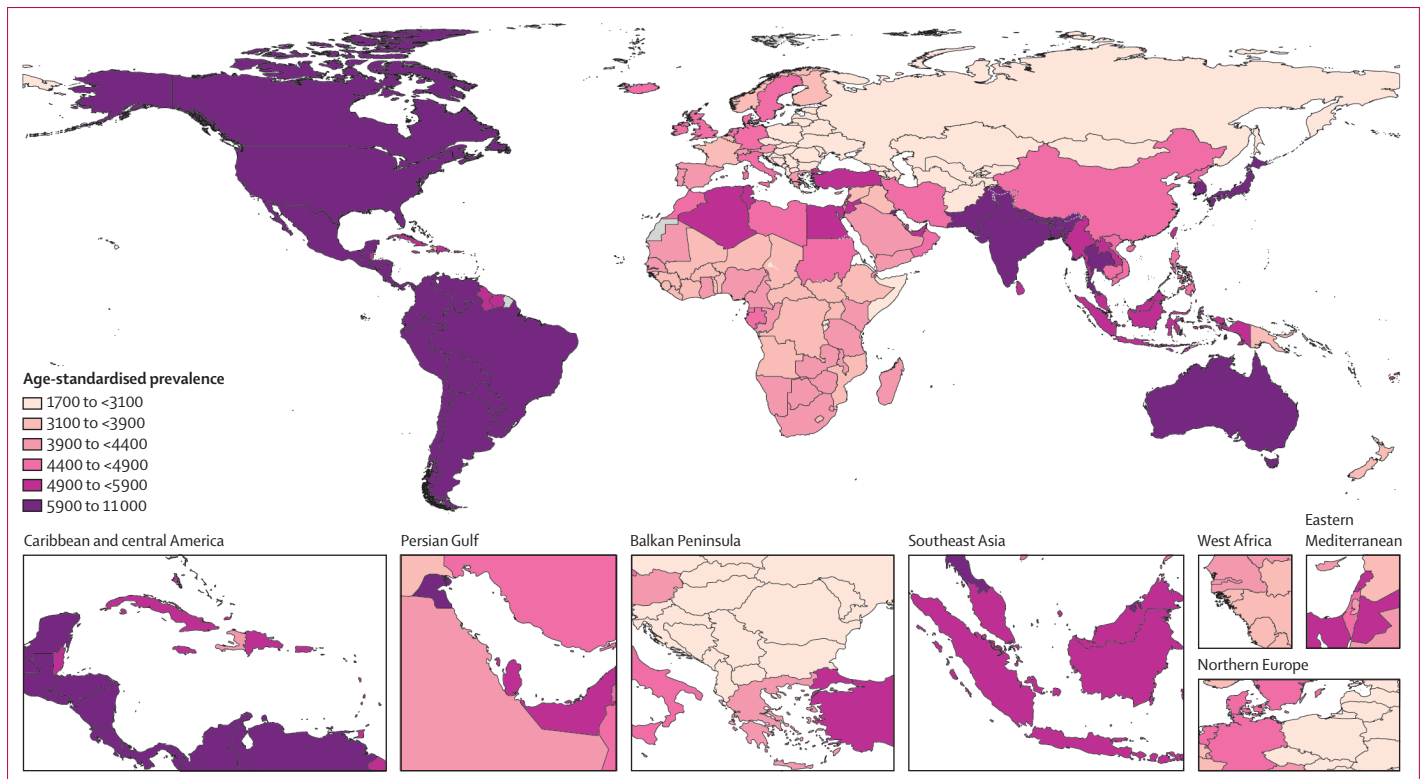 Age-standardised prevalence
1700 to <3100
3100 to <3900
3900 to <4400
4400 to <4900
4900 to <5900
5900 to 11 000
Caribbean and central America
Persian Gulf
Balkan Peninsula
Southeast Asia
West Africa
Eastern
Mediterranean
Northern Europe